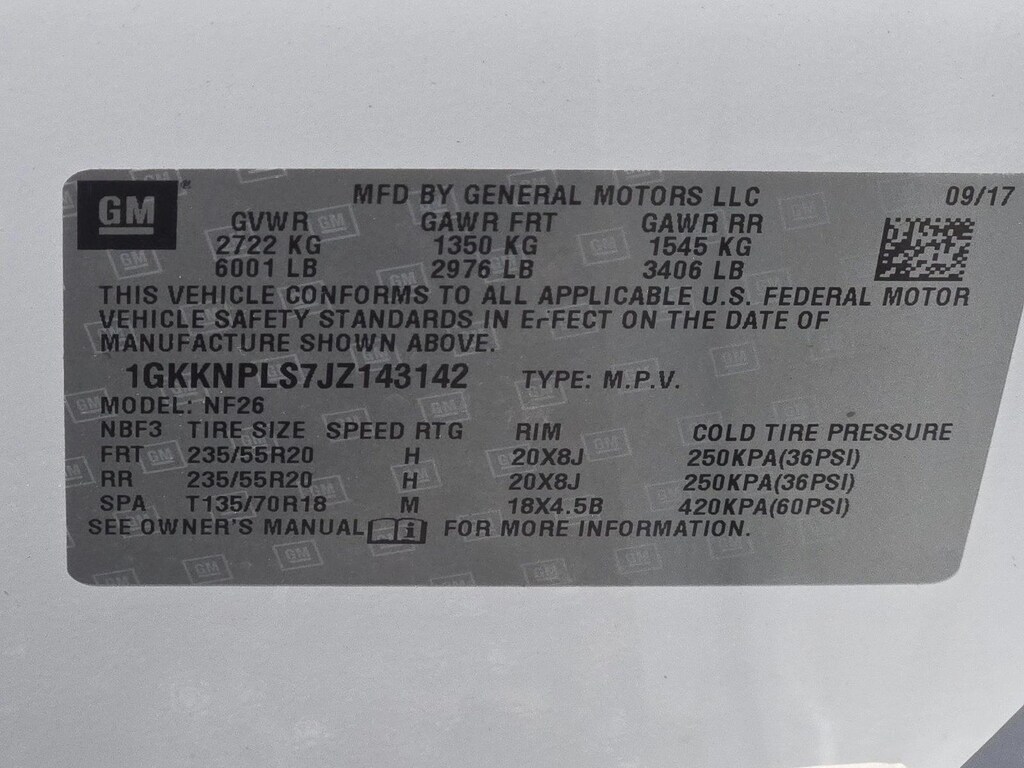 GM®
MFD BY GENERAL MOTORS LLC 09/17
GVWR GAWR FRT GAWR RR
2722 KG 1350 KG 1545 KG
6001 LB 2976 LB 3406 LB
THIS VEHICLE CONFORMS TO ALL APPLICABLE U.S. FEDERAL MOTOR
VEHICLE SAFETY STANDARDS IN EFFECT ON THE DATE OF
MANUFACTURE SHOWN ABOVE.
1GKKNPLS7JZ143142 TYPE: M.P.V.
MODEL: NF26
NBF3 TIRE SIZE SPEED RTG RIM COLD TIRE PRESSURE
FRT 235/55R20 H 20X8J 250KPA(36PSI)
RR 235/55R20 H 20X8J 250KPA(36PSI)
SPA T135/70R18 M 18X4.5B 420KPA(60PSI)
SEE OWNER'S MANUAL i FOR MORE INFORMATION.